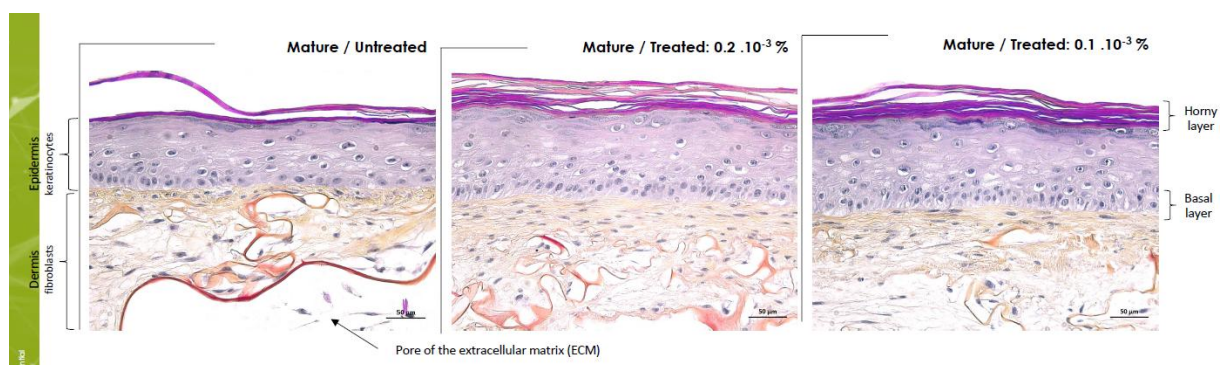 Mature / Untreated
Mature / Treated: 0.2 .10⁻³ %
Mature / Treated: 0.1 .10⁻³ %
Epidermis
keratinocytes
Dermis
fibroblasts
Horny
layer
Basal
layer
50 µm
50 µm
50 µm
Pore of the extracellular matrix (ECM)